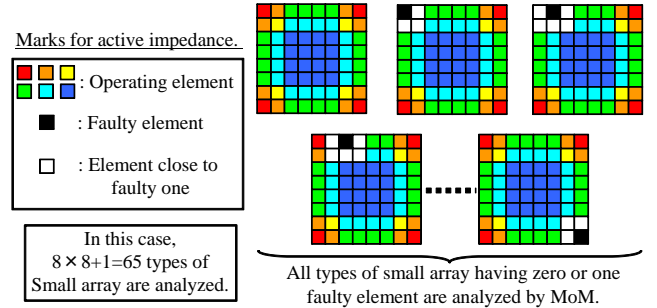 Marks for active impedance.
: Operating element
: Faulty element
: Element close to
faulty one
In this case,
8×8+1=65 types of
Small array are analyzed.
All types of small array having zero or one
faulty element are analyzed by MoM.